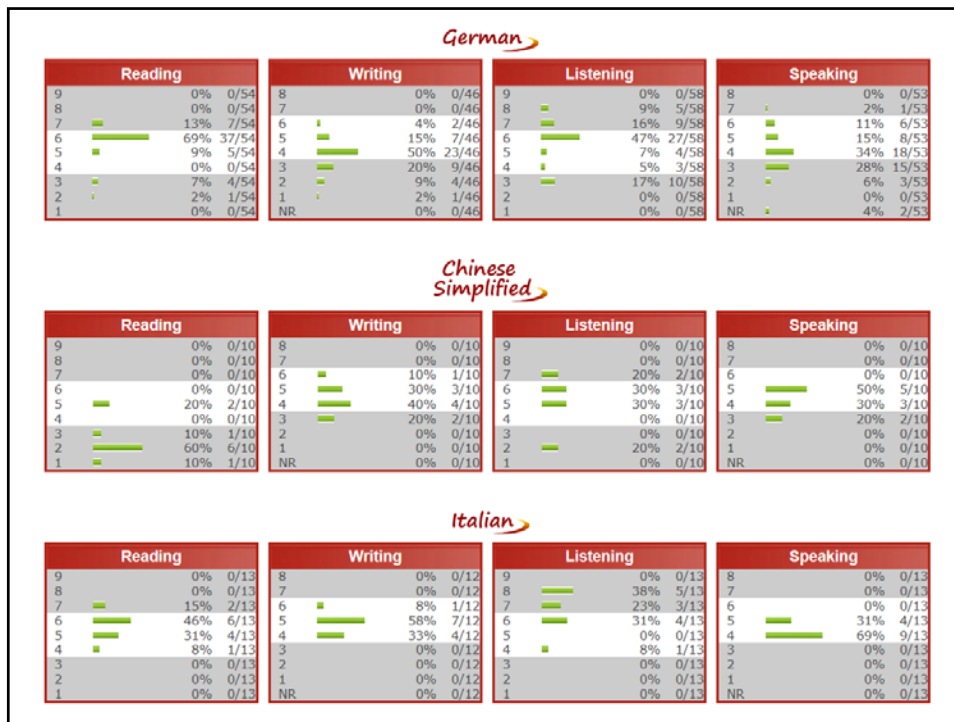 German
Reading
9 0% 0/54
8 0% 0/54
7 13% 7/54
6 69% 37/54
5 9% 5/54
4 0% 0/54
3 7% 4/54
2 2% 1/54
1 0% 0/54
Writing
8 0% 0/46
7 0% 0/46
6 4% 2/46
5 15% 7/46
4 50% 23/46
3 20% 9/46
2 9% 4/46
1 2% 1/46
NR 0% 0/46
Listening
9 0% 0/58
8 9% 5/58
7 16% 9/58
6 47% 27/58
5 7% 4/58
4 5% 3/58
3 17% 10/58
2 0% 0/58
1 0% 0/58
Speaking
8 0% 0/53
7 2% 1/53
6 11% 6/53
5 15% 8/53
4 34% 18/53
3 28% 15/53
2 6% 3/53
1 0% 0/53
NR 4% 2/53
Chinese
Simplified
Reading
9 0% 0/10
8 0% 0/10
7 0% 0/10
6 0% 0/10
5 20% 2/10
4 0% 0/10
3 10% 1/10
2 60% 6/10
1 10% 1/10
Writing
8 0% 0/10
7 0% 0/10
6 10% 1/10
5 30% 3/10
4 40% 4/10
3 20% 2/10
2 0% 0/10
1 0% 0/10
NR 0% 0/10
Listening
9 0% 0/10
8 0% 0/10
7 20% 2/10
6 30% 3/10
5 30% 3/10
4 0% 0/10
3 0% 0/10
2 20% 2/10
1 0% 0/10
Speaking
8 0% 0/10
7 0% 0/10
6 0% 0/10
5 50% 5/10
4 30% 3/10
3 20% 2/10
2 0% 0/10
1 0% 0/10
NR 0% 0/10
Italian
Reading
9 0% 0/13
8 0% 0/13
7 15% 2/13
6 46% 6/13
5 31% 4/13
4 8% 1/13
3 0% 0/13
2 0% 0/13
1 0% 0/13
Writing
8 0% 0/12
7 0% 0/12
6 8% 1/12
5 58% 7/12
4 33% 4/12
3 0% 0/12
2 0% 0/12
1 0% 0/12
NR 0% 0/12
Listening
9 0% 0/13
8 38% 5/13
7 23% 3/13
6 31% 4/13
5 0% 0/13
4 8% 1/13
3 0% 0/13
2 0% 0/13
1 0% 0/13
Speaking
8 0% 0/13
7 0% 0/13
6 0% 0/13
5 31% 4/13
4 69% 9/13
3 0% 0/13
2 0% 0/13
1 0% 0/13
NR 0% 0/13